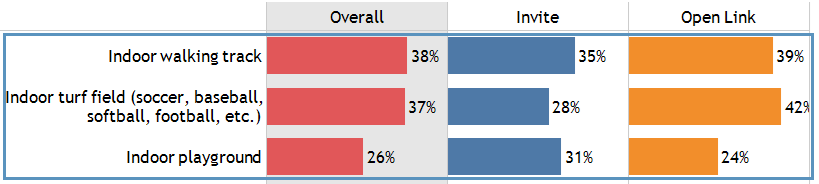 Overall Invite Open Link
Indoor walking track 38% 35% 39%
Indoor turf field (soccer, baseball,
softball, football, etc.) 37% 28% 42%
Indoor playground 26% 31% 24%